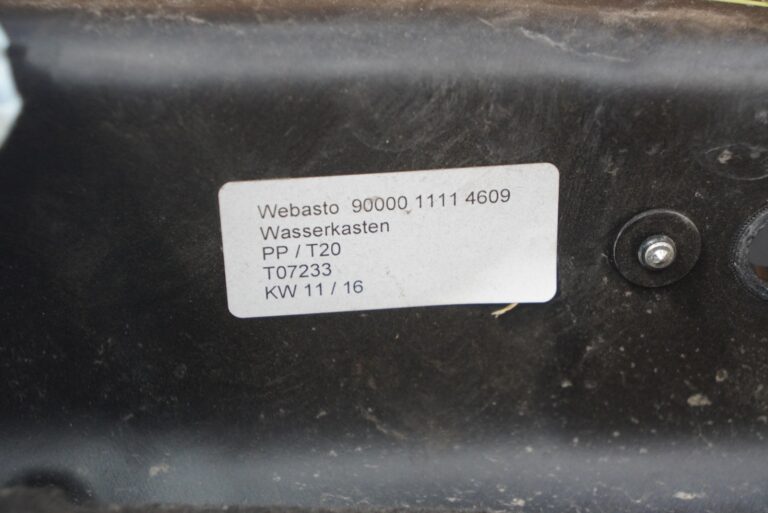 Webasto 90000 1111 4609
Wasserkasten
PP / T20
T07233
KW 11 / 16